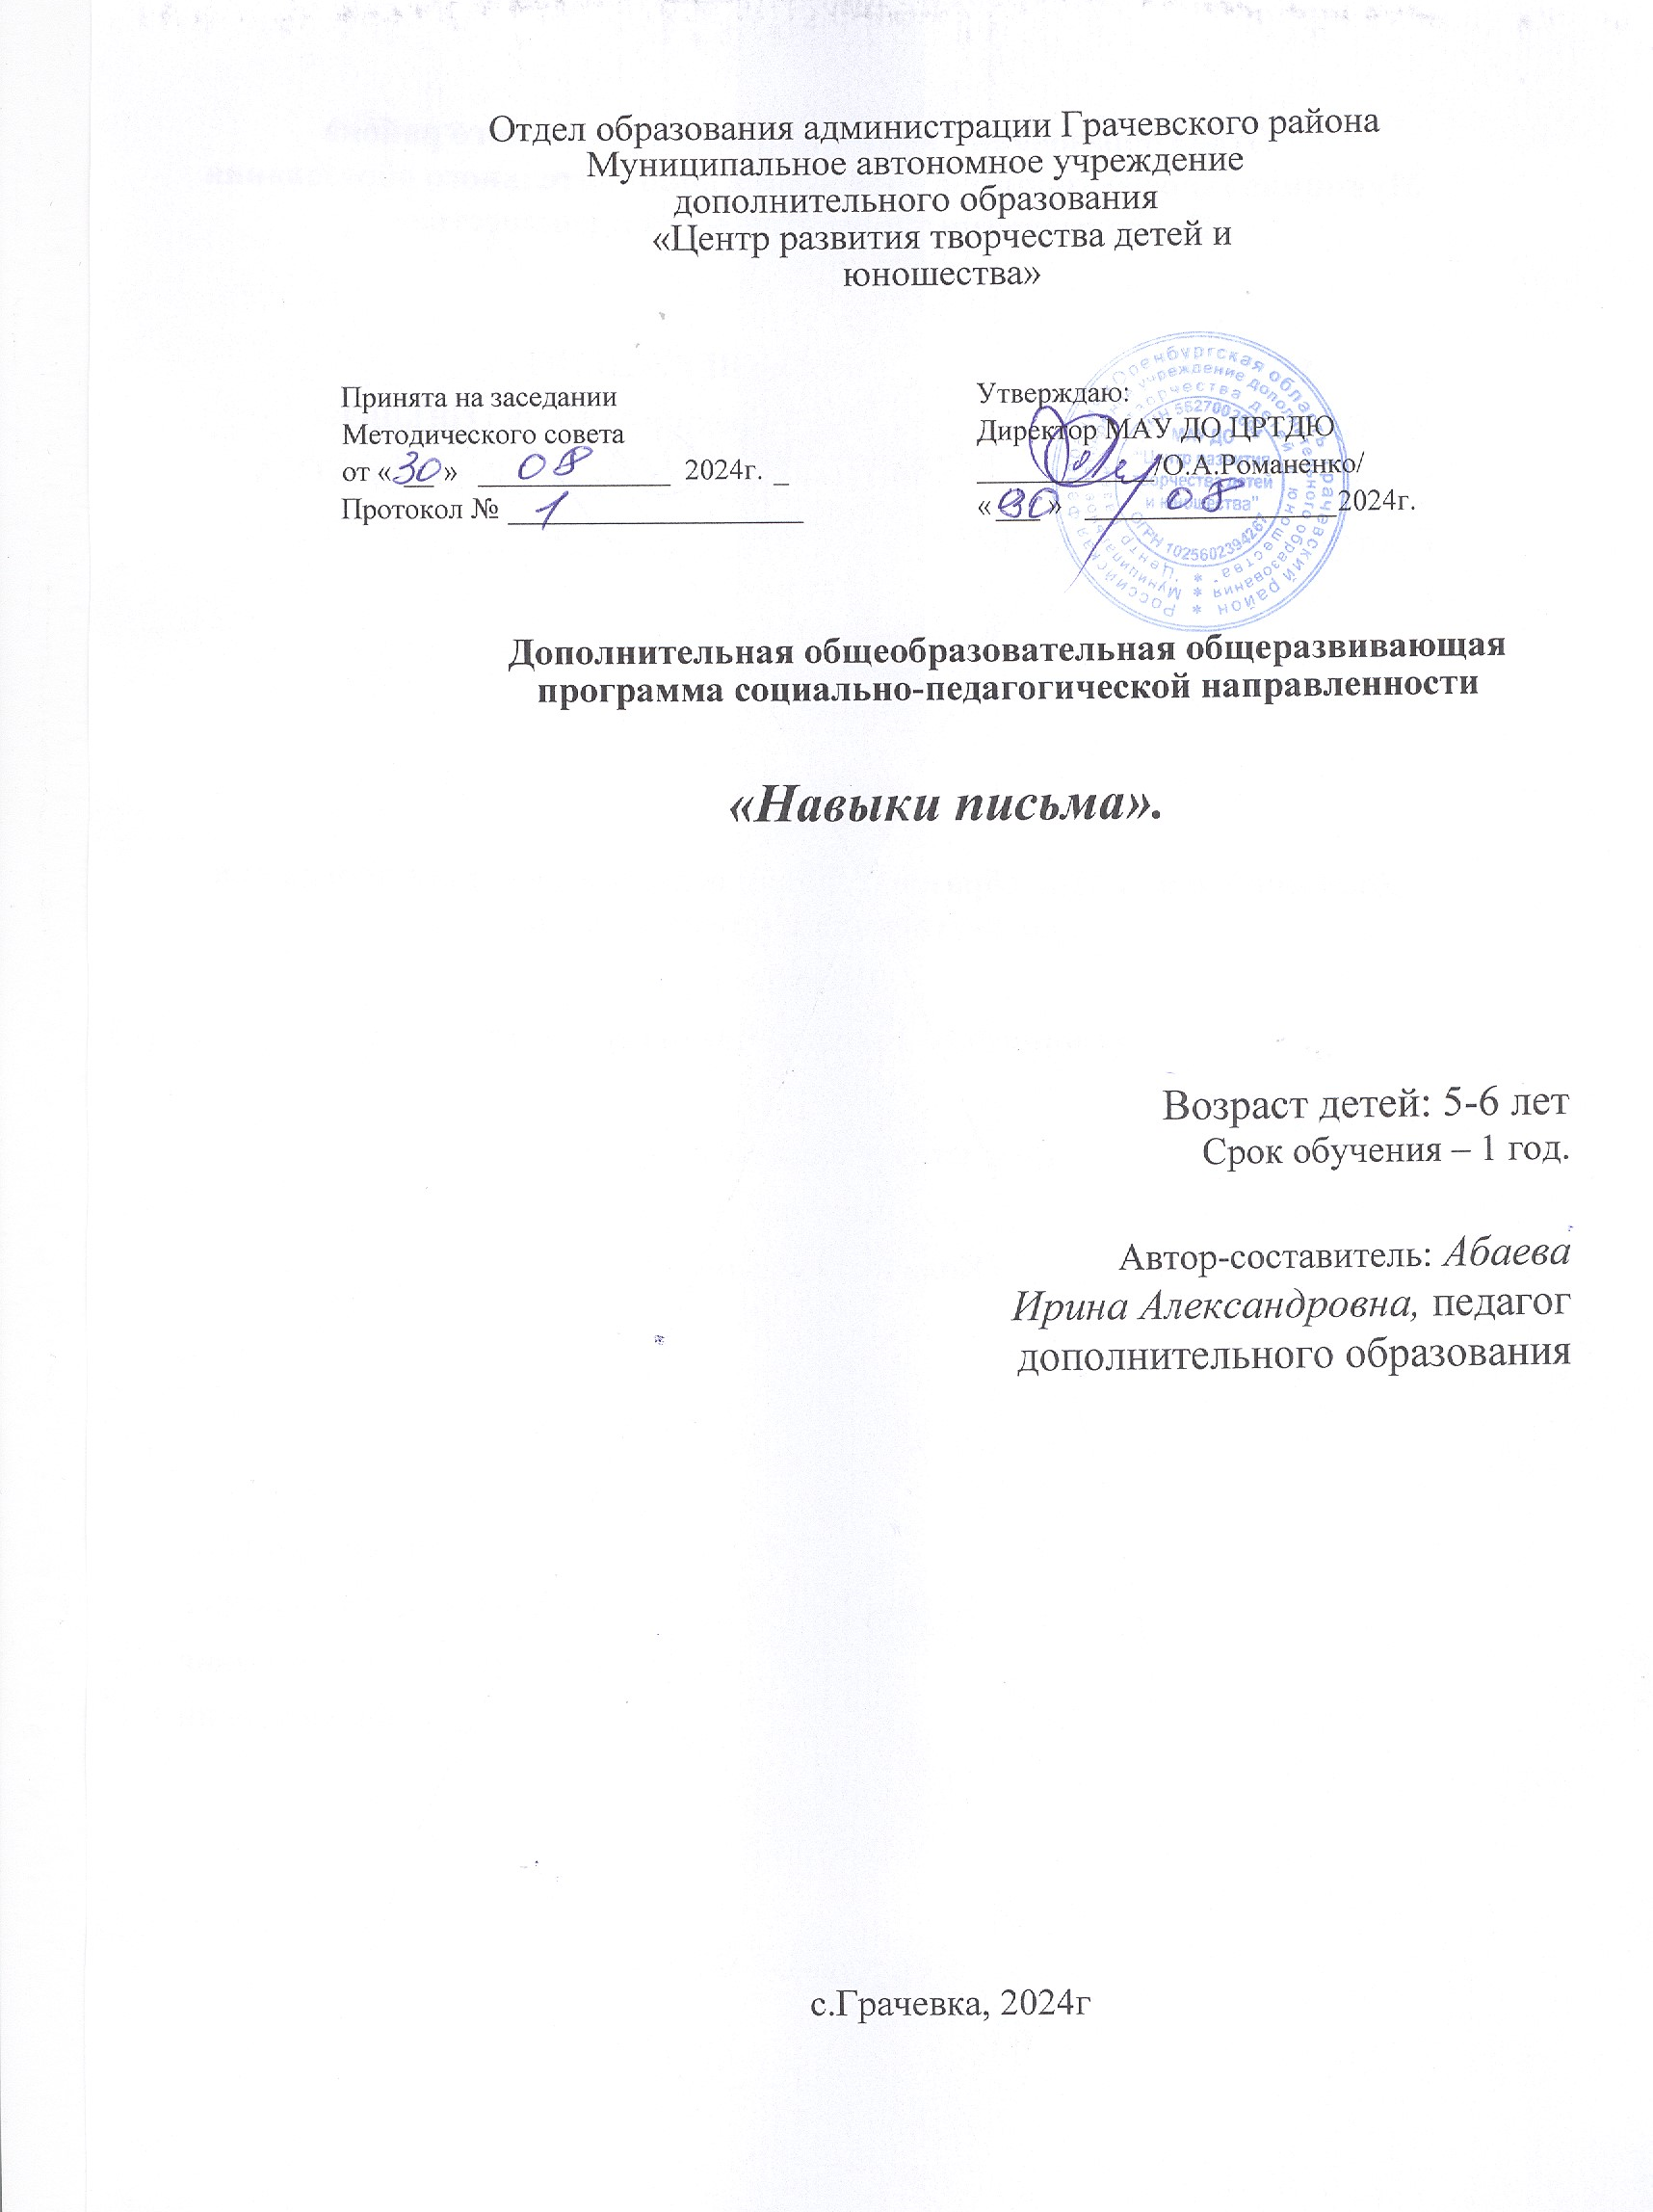 Отдел образования администрации Грачевского района
Муниципальное автономное учреждение
дополнительного образования
«Центр развития творчества детей и
юношества»
Принята на заседании
Методического совета
от «30» 08 2024г. _
Протокол № 1
Утверждаю:
Директор МАУ ДО ЦРТДЮ
/О.А.Романенко/
«30» 08 2024г.
ОГРН 1025602394267
Дополнительная общеобразовательная общеразвивающая
программа социально-педагогической направленности
«Навыки письма».
Возраст детей: 5-6 лет
Срок обучения – 1 год.
Автор-составитель: Абаева
Ирина Александровна, педагог
дополнительного образования
с.Грачевка, 2024г